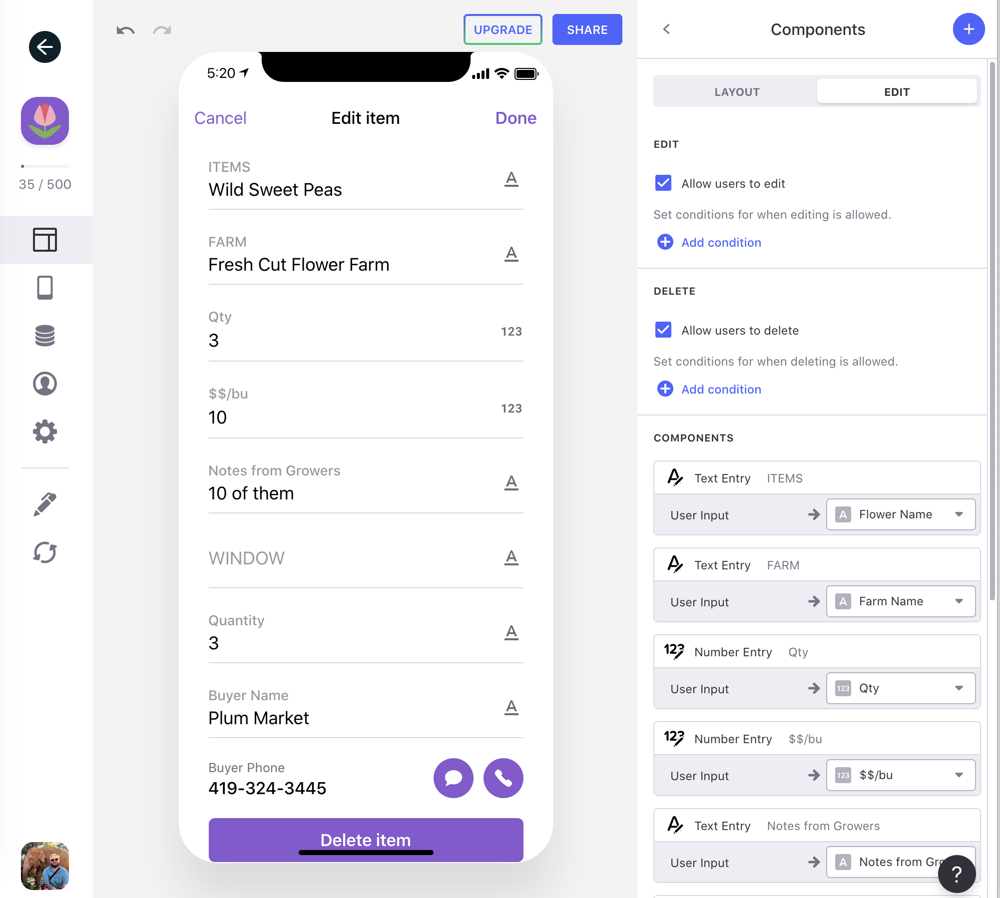 35 / 500
UPGRADE
SHARE
5:20
Cancel
Edit item
Done
ITEMS
Wild Sweet Peas
A
FARM
Fresh Cut Flower Farm
A
Qty
3
123
$$/bu
10
123
Notes from Growers
10 of them
A
WINDOW
A
Quantity
3
A
Buyer Name
Plum Market
A
Buyer Phone
419-324-3445
Delete item
Components
LAYOUT
EDIT
EDIT
Allow users to edit
Set conditions for when editing is allowed.
Add condition
DELETE
Allow users to delete
Set conditions for when deleting is allowed.
Add condition
COMPONENTS
Text Entry ITEMS
User Input A Flower Name
Text Entry FARM
User Input A Farm Name
123 Number Entry Qty
User Input 123 Qty
123 Number Entry $$/bu
User Input 123 $$/bu
Text Entry Notes from Growers
User Input A Notes from Gro
?